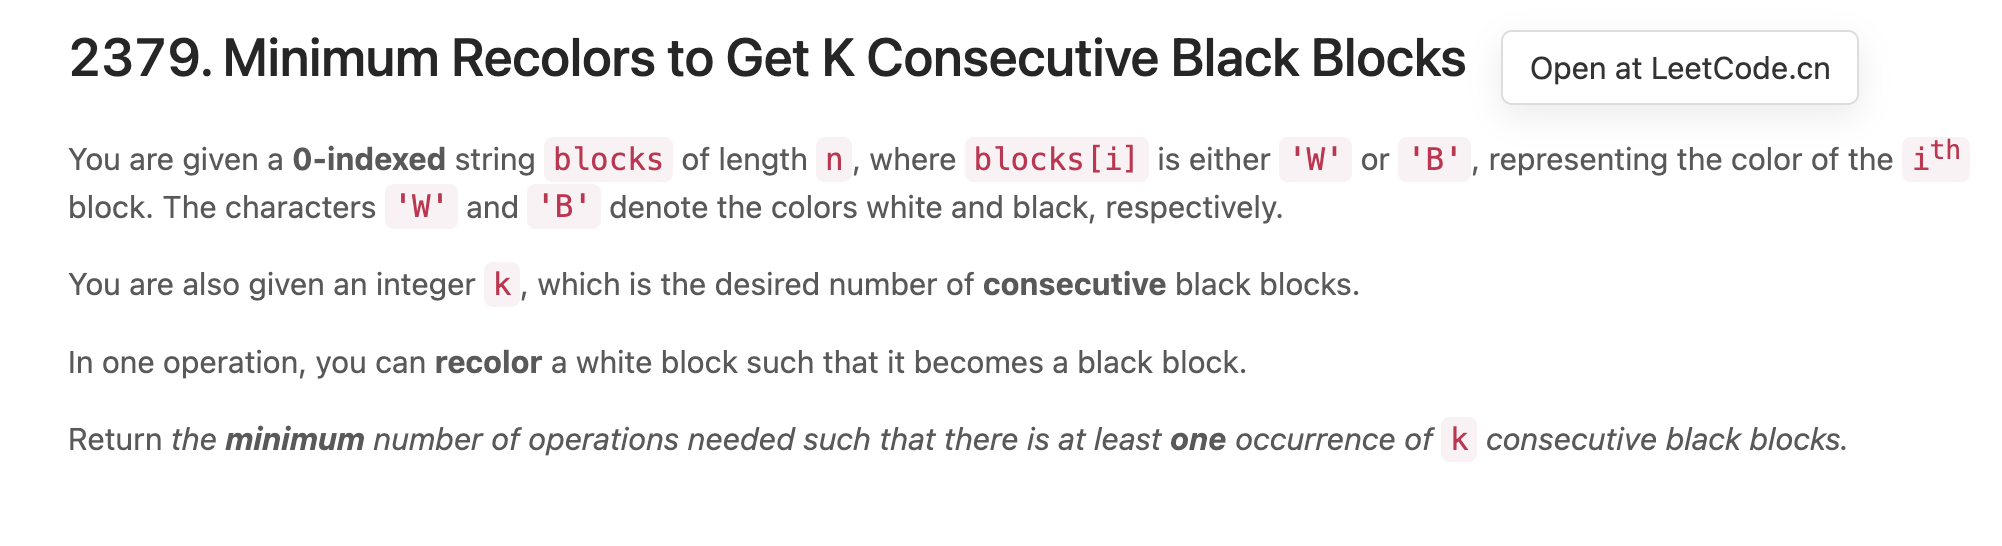 2379. Minimum Recolors to Get K Consecutive Black Blocks Open at LeetCode.cn
You are given a 0-indexed string blocks of length n, where blocks[i] is either 'W' or 'B', representing the color of the ith
block. The characters 'W' and 'B' denote the colors white and black, respectively.
You are also given an integer k, which is the desired number of consecutive black blocks.
In one operation, you can recolor a white block such that it becomes a black block.
Return the minimum number of operations needed such that there is at least one occurrence of k consecutive black blocks.